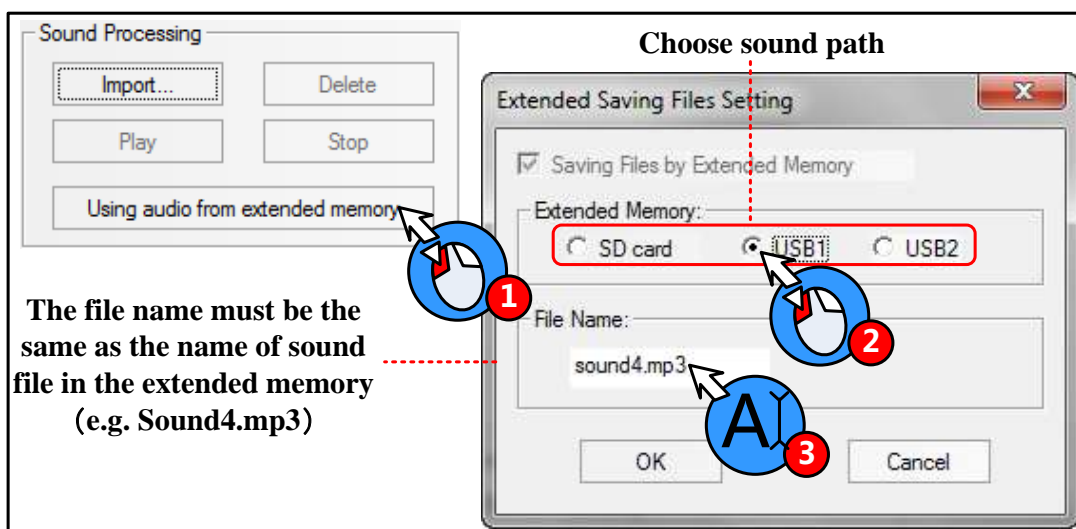 Sound Processing
Import...
Delete
Play
Stop
Using audio from extended memory
1
The file name must be the
same as the name of sound
file in the extended memory
(e.g. Sound4.mp3)
Choose sound path
Extended Saving Files Setting
Saving Files by Extended Memory
Extended Memory:
SD card
USB1
USB2
2
File Name:
sound4.mp3
A
3
OK
Cancel